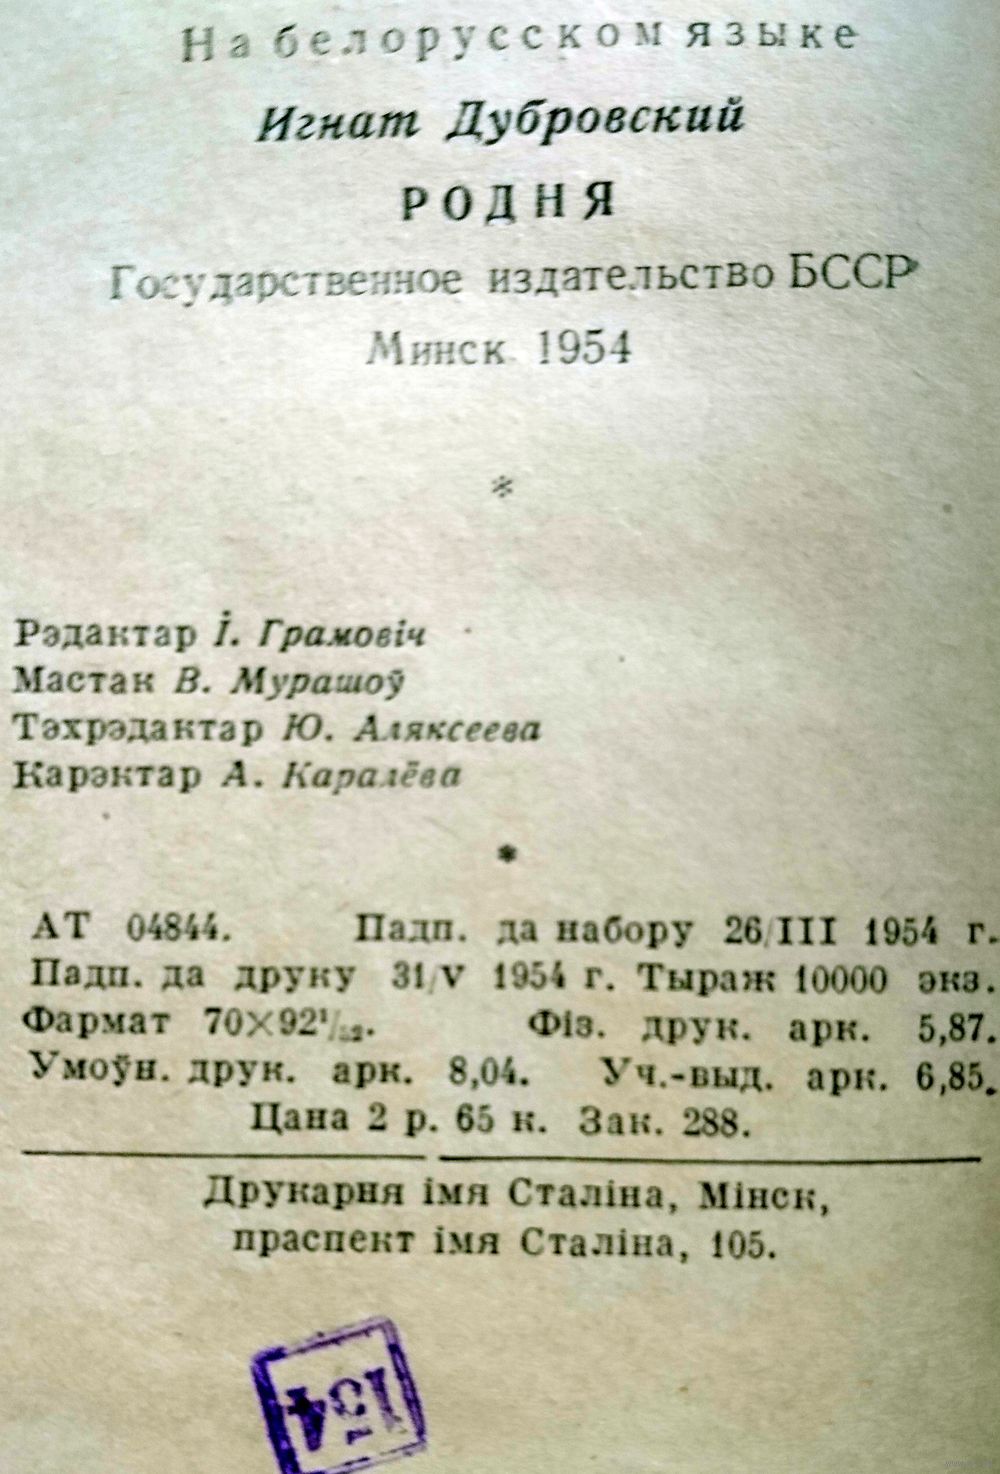 На белорусском языке
Игнат Дубровский
РОДНЯ
Государственное издательство БССР
Минск 1954
*
Рэдактар І. Грамовіч
Мастак В. Мурашоў
Тэхрэдактар Ю. Аляксеева
Карэктар А. Каралёва
*
АТ 04844. Падп. да набору 26/III 1954 г.
Падп. да друку 31/V 1954 г. Тыраж 10000 экз.
Фармат 70×92¹/₃₂. Фіз. друк. арк. 5,87.
Умоўн. друк. арк. 8,04. Уч.-выд. арк. 6,85.
Цана 2 р. 65 к. Зак. 288.
Друкарня імя Сталіна, Мінск,
праспект імя Сталіна, 105.
154